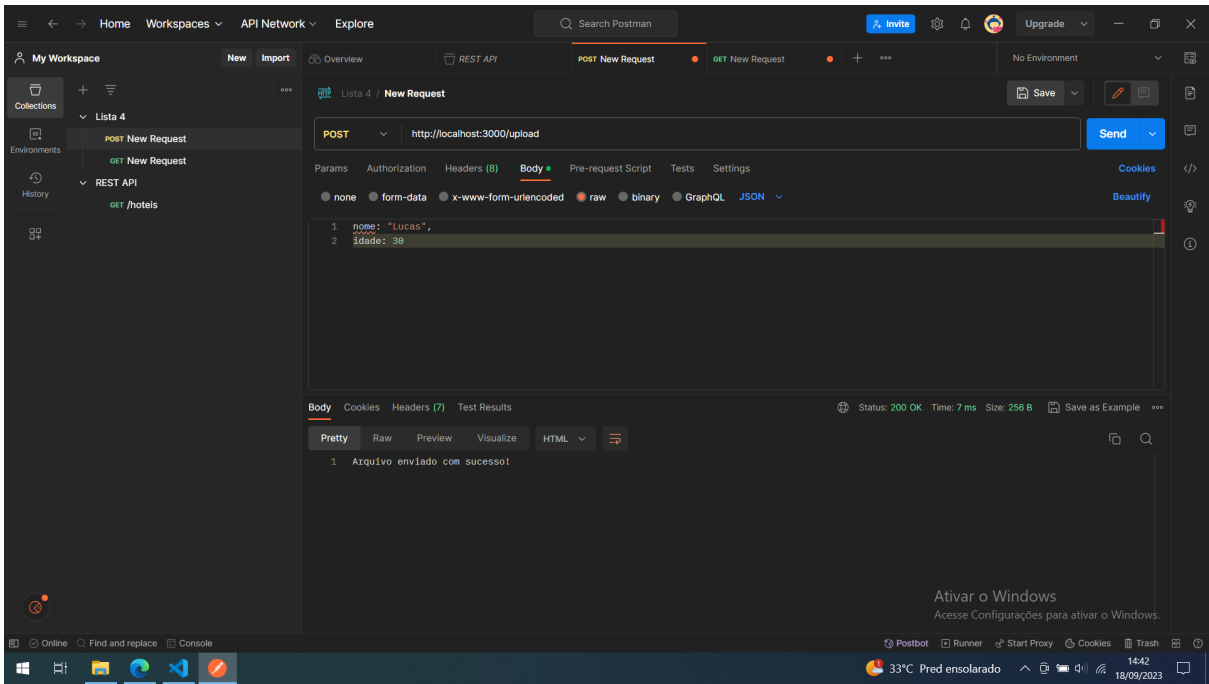 Home Workspaces API Network Explore Search Postman Invite Upgrade
My Workspace New Import Overview REST API POST New Request GET New Request No Environment
Collections
Environments
History
Lista 4
POST New Request
GET New Request
REST API
GET /hoteis
HTTP Lista 4 / New Request Save
POST http://localhost:3000/upload Send
Params Authorization Headers (8) Body Pre-request Script Tests Settings Cookies
none form-data x-www-form-urlencoded raw binary GraphQL JSON Beautify
1 nome: "Lucas",
2 idade: 30
Body Cookies Headers (7) Test Results Status: 200 OK Time: 7 ms Size: 256 B Save as Example
Pretty Raw Preview Visualize HTML
1 Arquivo enviado com sucesso!
Ativar o Windows
Acesse Configurações para ativar o Windows.
Online Find and replace Console Postbot Runner Start Proxy Cookies Trash
33°C Pred ensolarado 14:42
18/09/2023